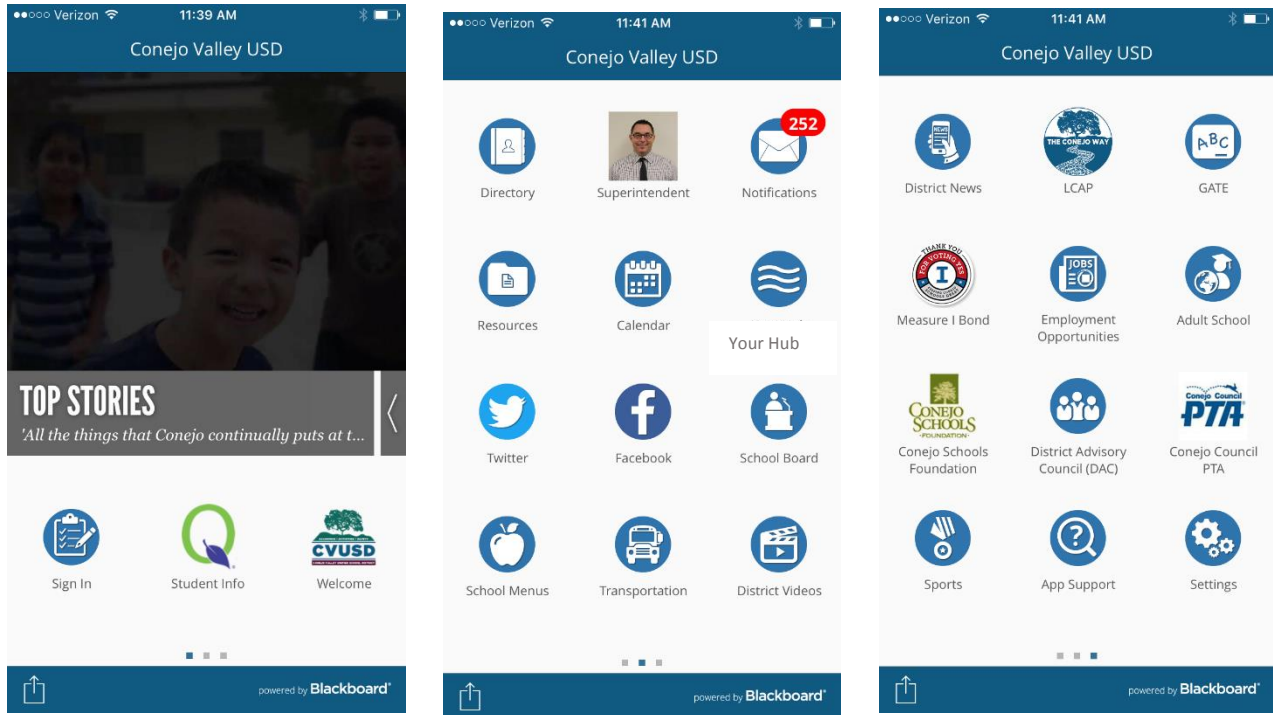 Verizon 11:39 AM
Conejo Valley USD
TOP STORIES
'All the things that Conejo continually puts at t...
CVUSD
Sign In Student Info Welcome
powered by Blackboard
Verizon 11:41 AM
Conejo Valley USD
252
Directory Superintendent Notifications
Resources Calendar
Your Hub
Twitter Facebook School Board
School Menus Transportation District Videos
powered by Blackboard
Verizon 11:41 AM
Conejo Valley USD
NEWS
THE CONEJO WAY
ABC
District News LCAP GATE
THANK YOU
FOR VOTING YES
I
JOBS
Measure I Bond Employment Adult School
Opportunities
CONEJO
SCHOOLS
FOUNDATION
Conejo Council
PTA
Conejo Schools District Advisory Conejo Council
Foundation Council (DAC) PTA
Sports App Support Settings
powered by Blackboard